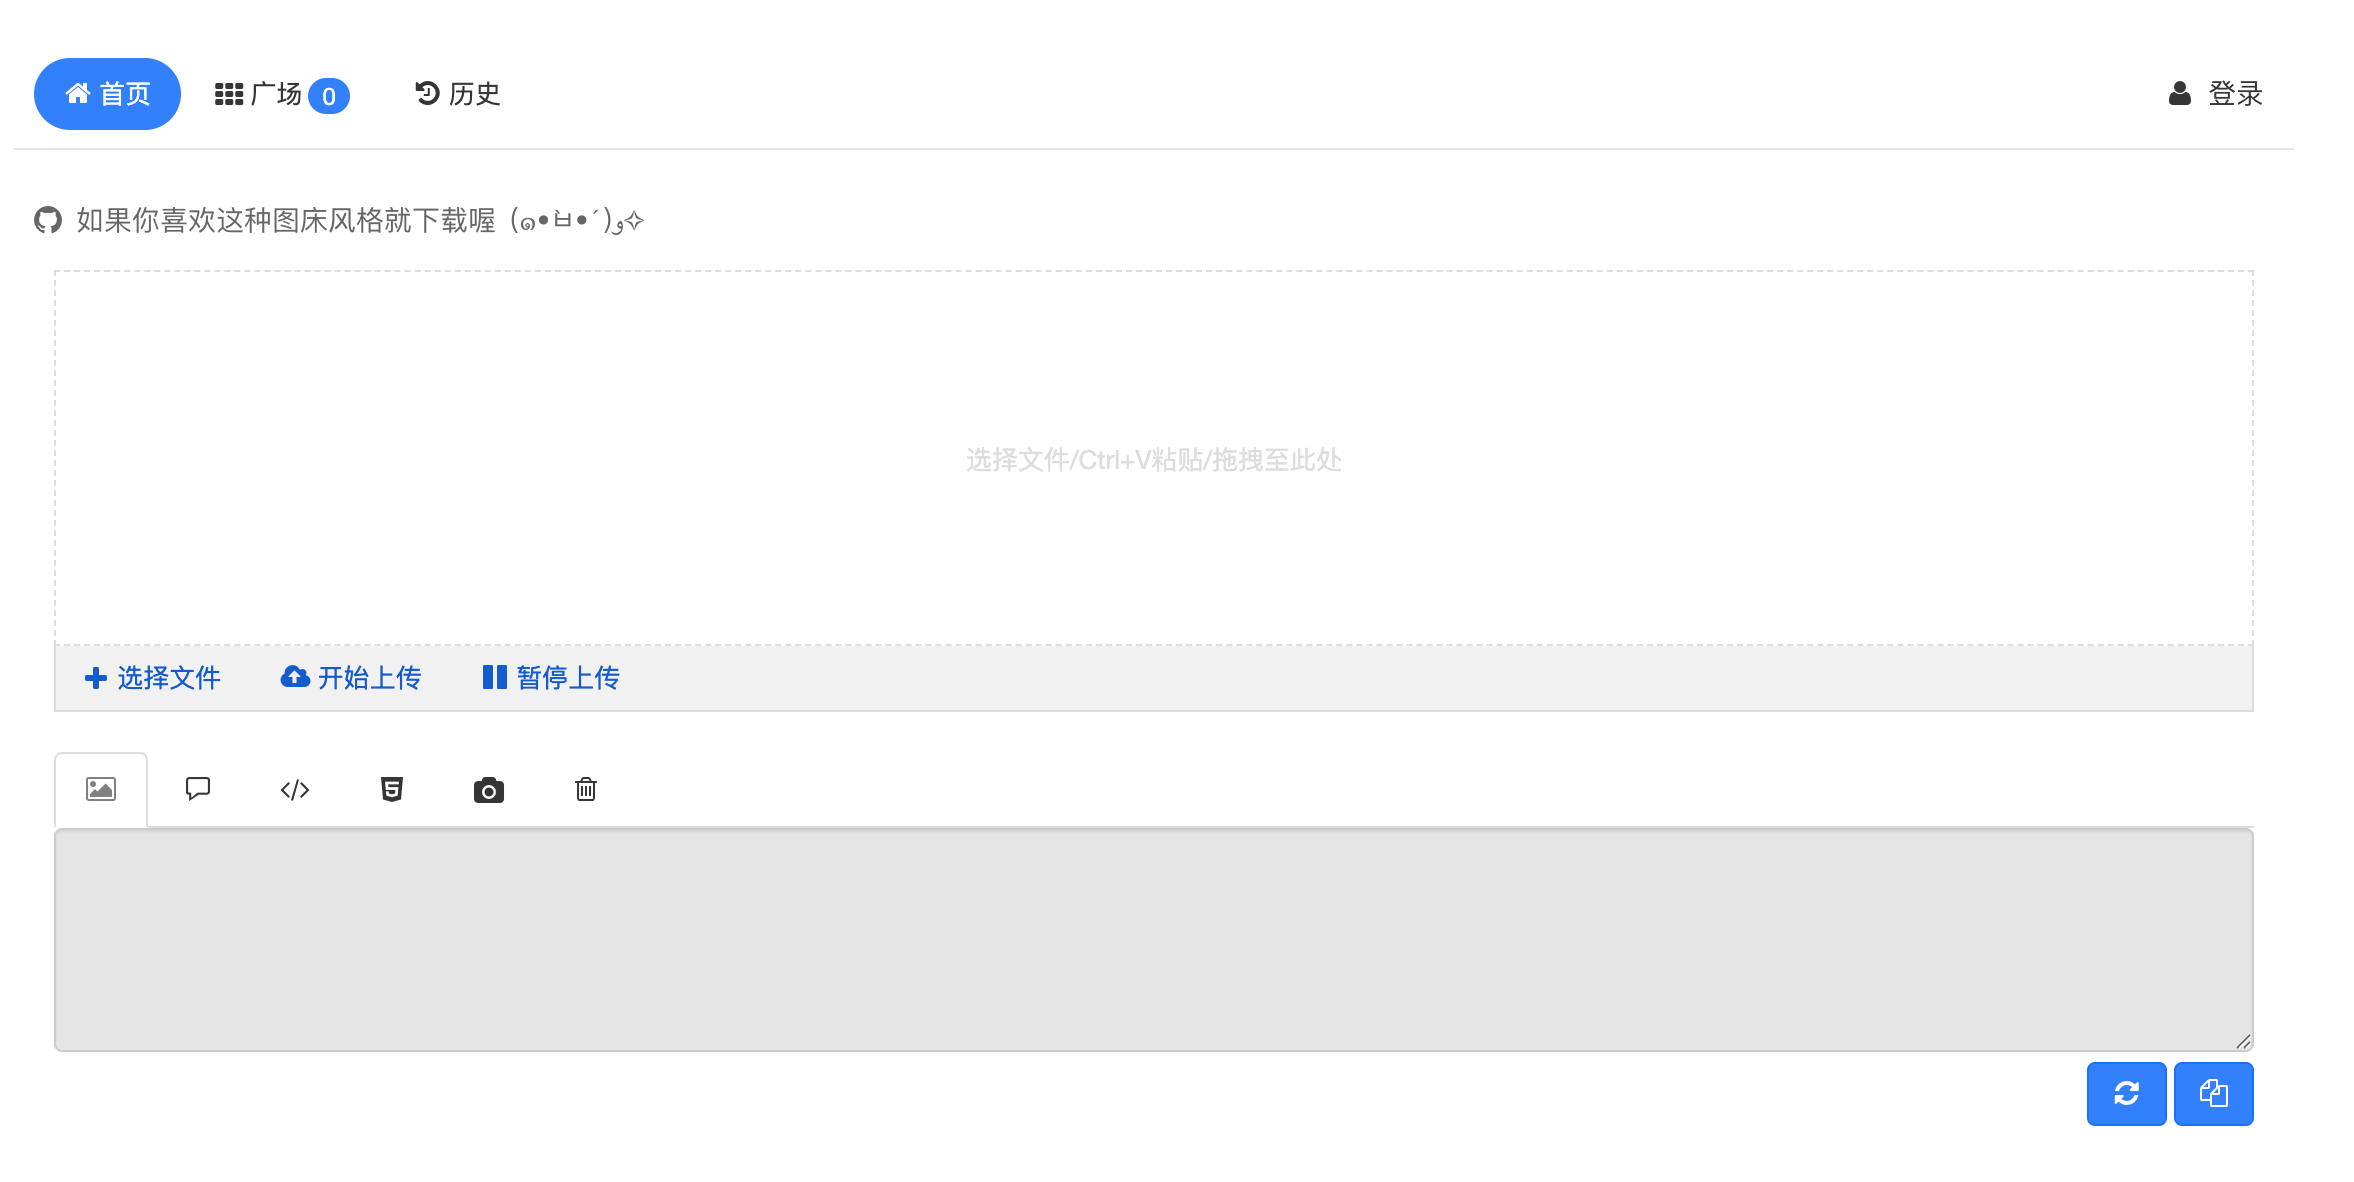 首页 广场 0 历史 登录
如果你喜欢这种图床风格就下载喔 (๑•̀ㅂ•́)و✧
选择文件/Ctrl+V粘贴/拖拽至此处
选择文件 开始上传 暂停上传